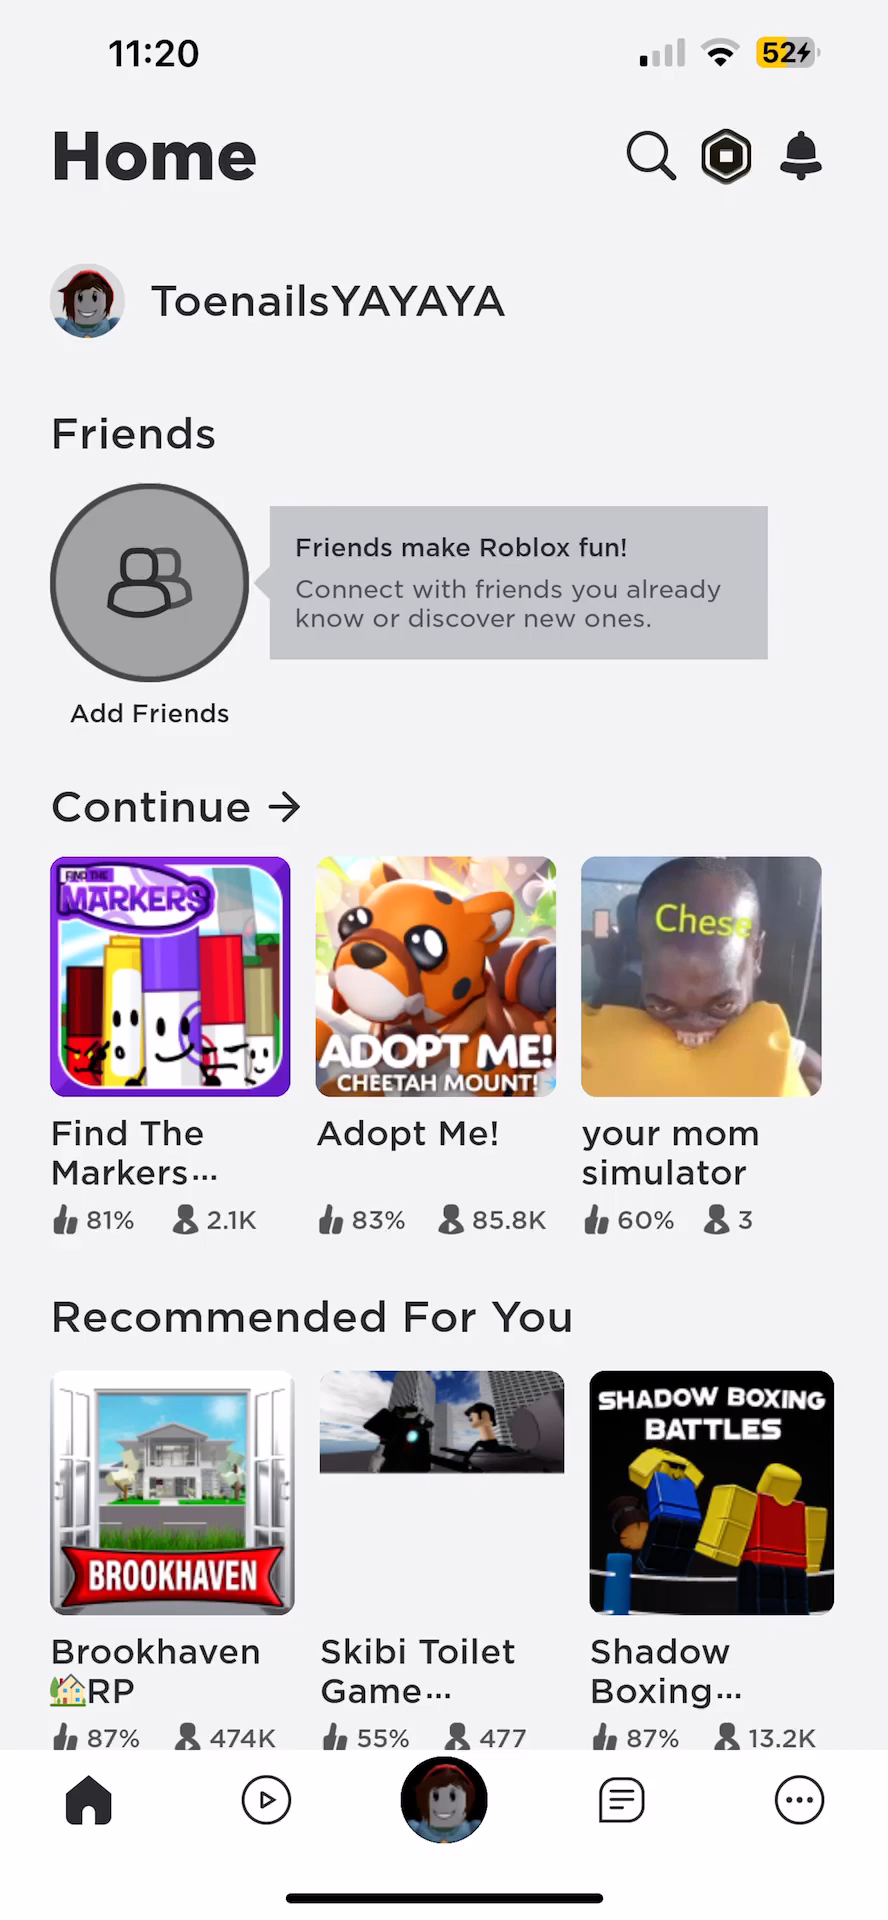 11:20
52
Home
ToenailsYAYAYA
Friends
Friends make Roblox fun!
Connect with friends you already
know or discover new ones.
Add Friends
Continue →
FIND THE
MARKERS
ADOPT ME!
CHEETAH MOUNT!
Chese
Find The
Markers...
81% 2.1K
Adopt Me!
83% 85.8K
your mom
simulator
60% 3
Recommended For You
BROOKHAVEN
SHADOW BOXING
BATTLES
Brookhaven
🏡RP
87% 474K
Skibi Toilet
Game...
55% 477
Shadow
Boxing...
87% 13.2K